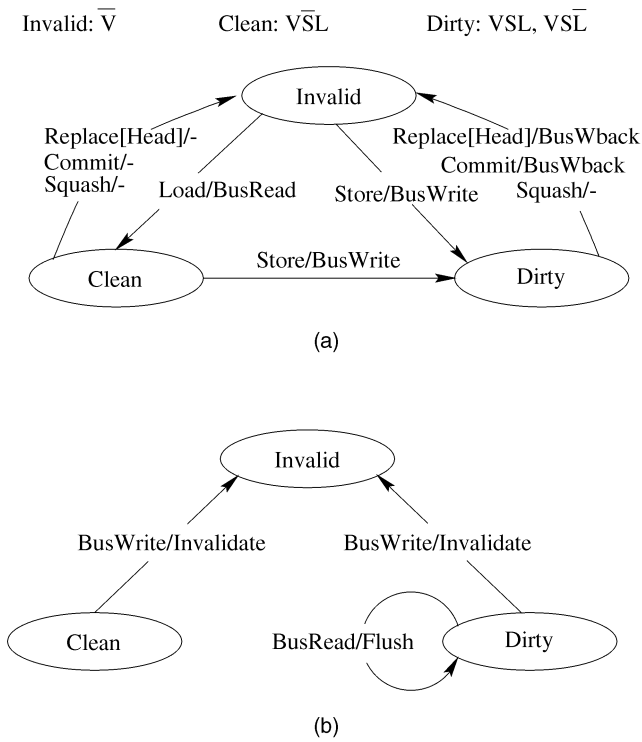 Invalid: V̅ Clean: VS̅L Dirty: VSL, VSL̅
Invalid
Replace[Head]/- Replace[Head]/BusWback
Commit/- Commit/BusWback
Squash/- Load/BusRead Store/BusWrite Squash/-
Store/BusWrite
Clean Dirty
(a)
Invalid
BusWrite/Invalidate BusWrite/Invalidate
Clean BusRead/Flush Dirty
(b)